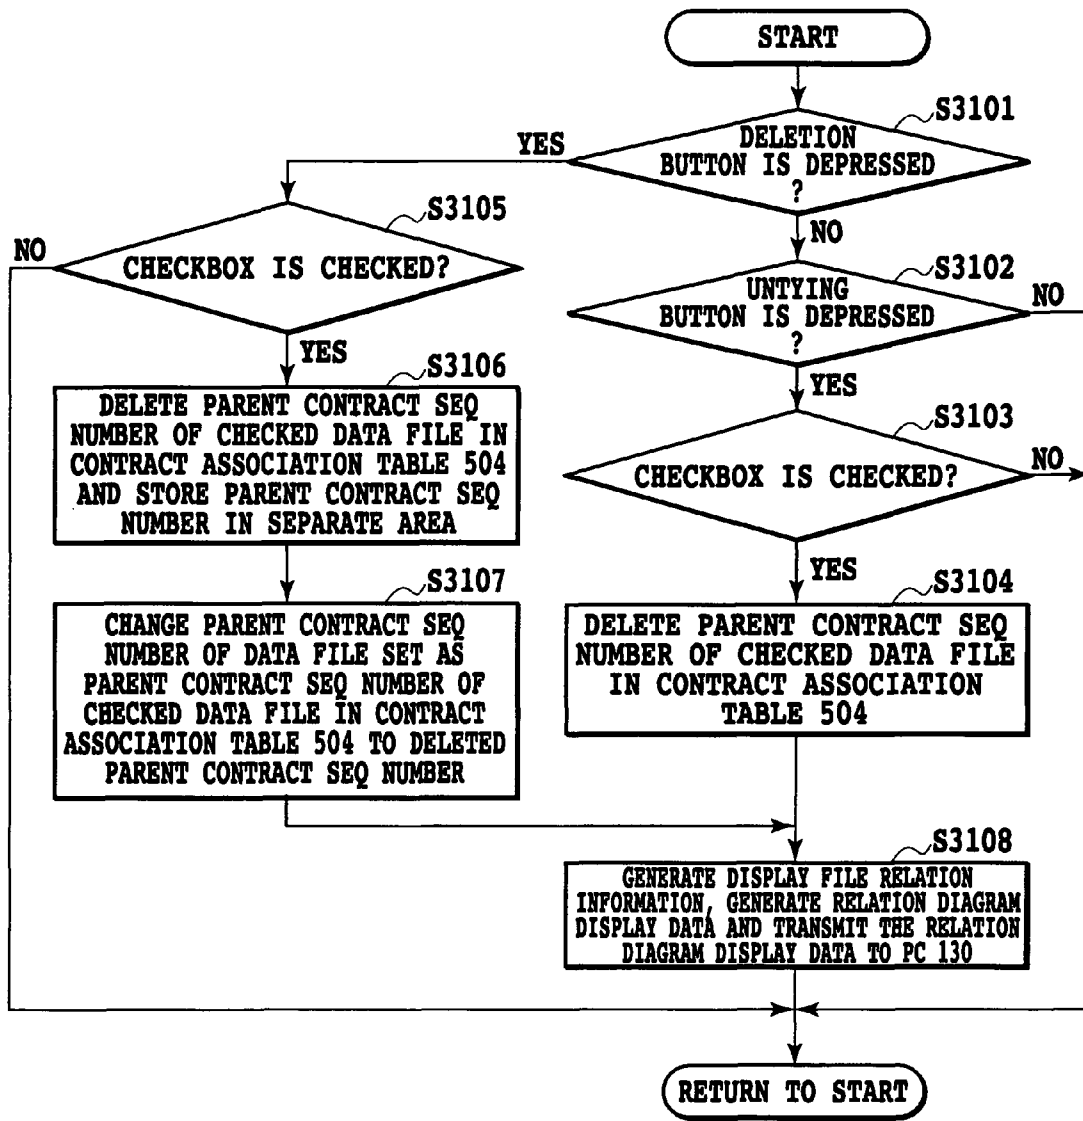 START
S3101
DELETION
BUTTON IS DEPRESSED
?
YES
NO
S3105
CHECKBOX IS CHECKED?
NO
YES
S3102
UNTYING
BUTTON IS DEPRESSED
?
NO
YES
S3106
DELETE PARENT CONTRACT SEQ
NUMBER OF CHECKED DATA FILE IN
CONTRACT ASSOCIATION TABLE 504
AND STORE PARENT CONTRACT SEQ
NUMBER IN SEPARATE AREA
S3103
CHECKBOX IS CHECKED?
NO
YES
S3107
CHANGE PARENT CONTRACT SEQ
NUMBER OF DATA FILE SET AS
PARENT CONTRACT SEQ NUMBER OF
CHECKED DATA FILE IN CONTRACT
ASSOCIATION TABLE 504 TO DELETED
PARENT CONTRACT SEQ NUMBER
S3104
DELETE PARENT CONTRACT SEQ
NUMBER OF CHECKED DATA FILE
IN CONTRACT ASSOCIATION
TABLE 504
S3108
GENERATE DISPLAY FILE RELATION
INFORMATION, GENERATE RELATION DIAGRAM
DISPLAY DATA AND TRANSMIT THE RELATION
DIAGRAM DISPLAY DATA TO PC 130
RETURN TO START